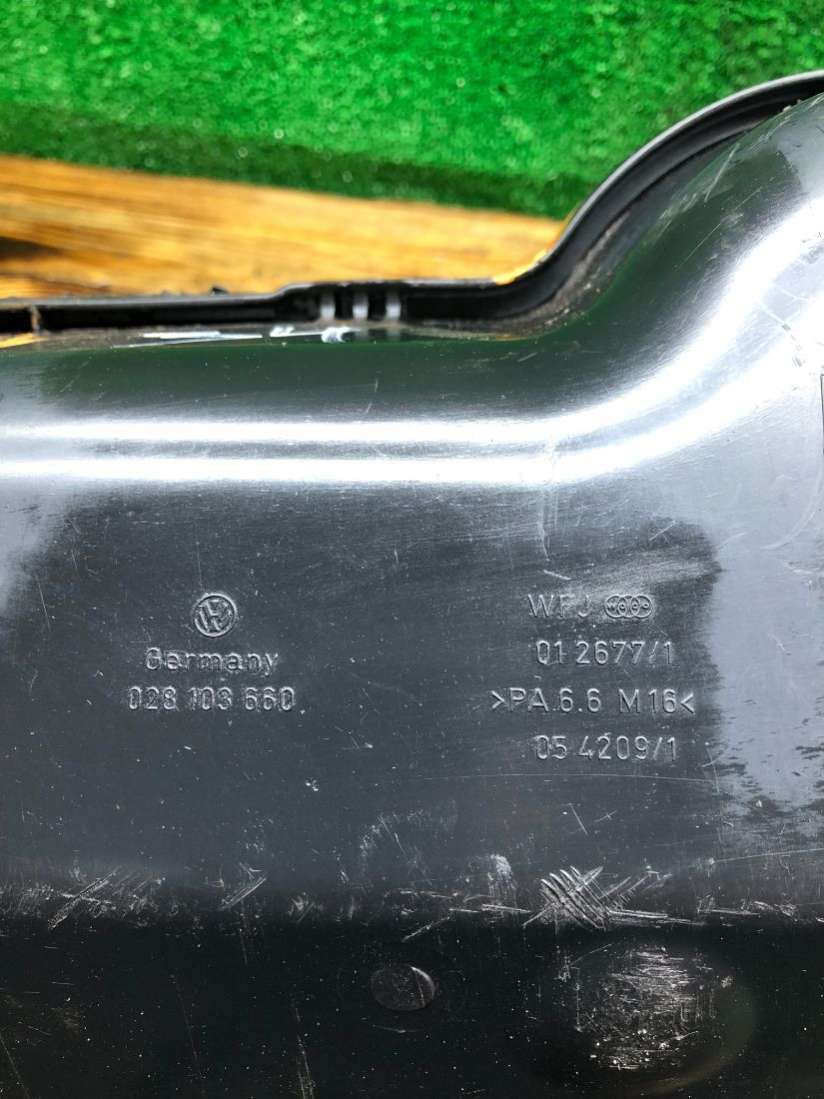 Germany
028 103 660
WFJ
01 2677/1
>PA.6.6 M16<
05 4209/1